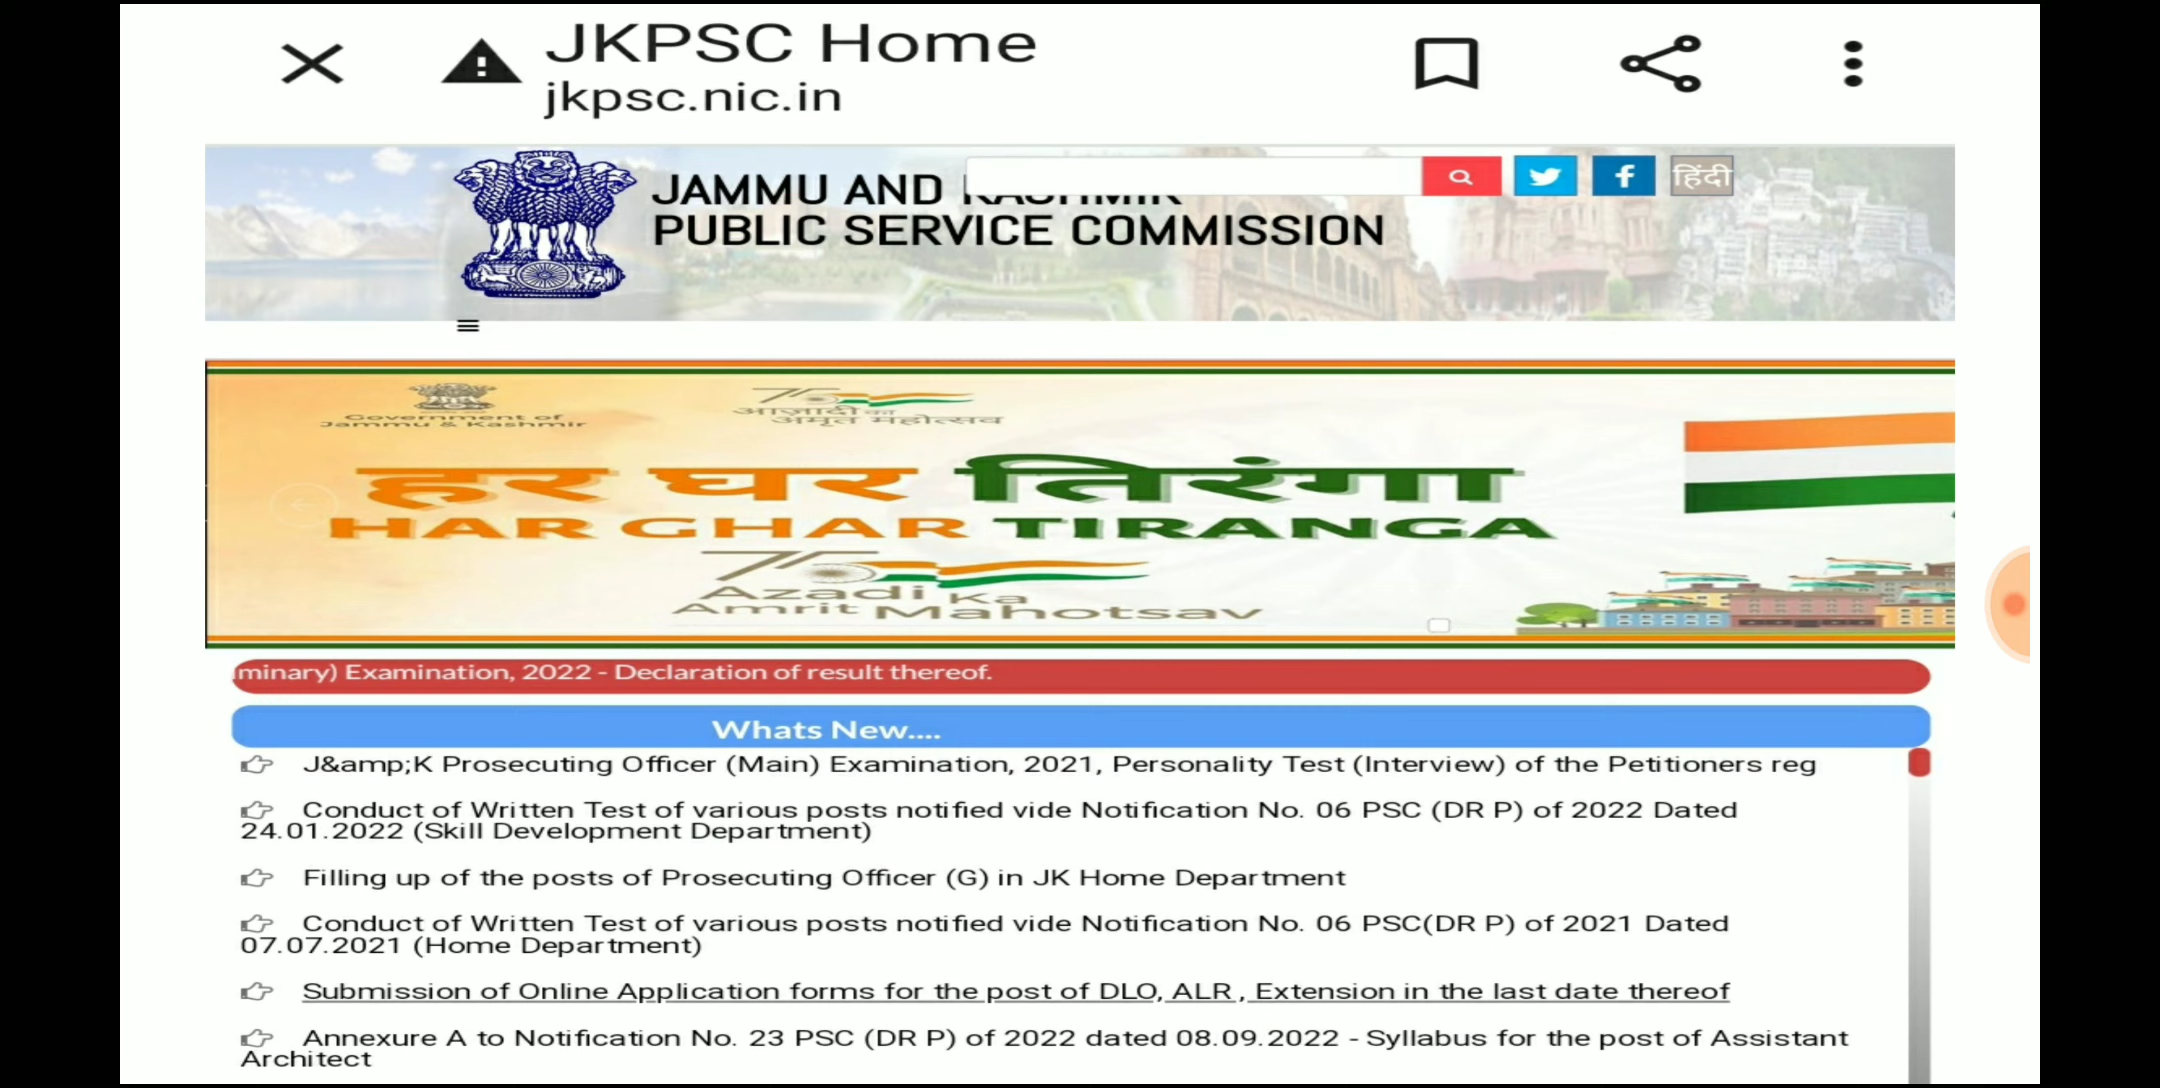 JKPSC Home
jkpsc.nic.in
JAMMU AND KASHMIR
PUBLIC SERVICE COMMISSION
हिंदी
Government of
Jammu & Kashmir
75
आज़ादी का
अमृत महोत्सव
हर घर तिरंगा
HAR GHAR TIRANGA
75
Azadi Ka
Amrit Mahotsav
minary) Examination, 2022 - Declaration of result thereof.
Whats New....
J&amp;K Prosecuting Officer (Main) Examination, 2021, Personality Test (Interview) of the Petitioners reg
Conduct of Written Test of various posts notified vide Notification No. 06 PSC (DR P) of 2022 Dated
24.01.2022 (Skill Development Department)
Filling up of the posts of Prosecuting Officer (G) in JK Home Department
Conduct of Written Test of various posts notified vide Notification No. 06 PSC(DR P) of 2021 Dated
07.07.2021 (Home Department)
Submission of Online Application forms for the post of DLO, ALR , Extension in the last date thereof
Annexure A to Notification No. 23 PSC (DR P) of 2022 dated 08.09.2022 - Syllabus for the post of Assistant
Architect